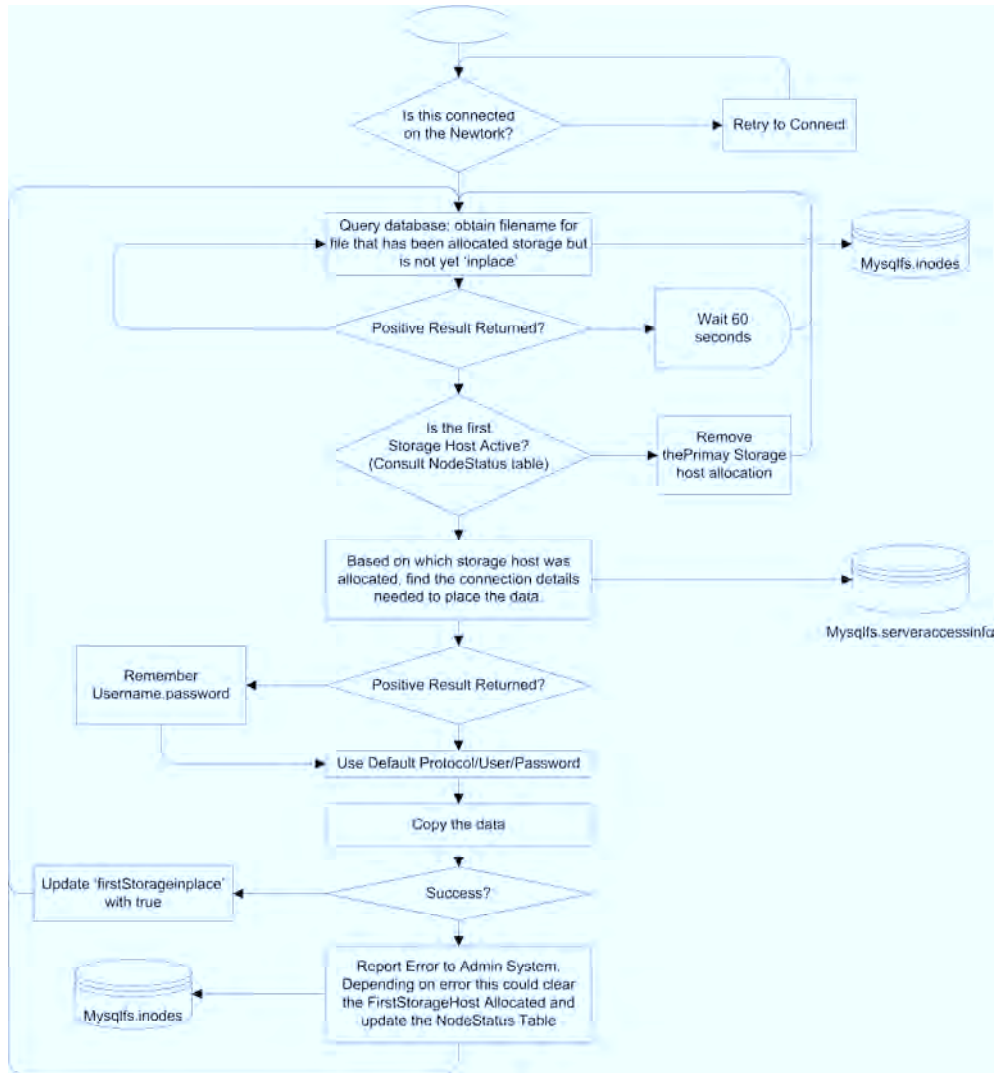 Is this connected
on the Newtork?
Retry to Connect
Query database: obtain filename for
file that has been allocated storage but
is not yet ‘inplace’
Mysqlfs.inodes
Positive Result Returned?
Wait 60
seconds
Is the first
Storage Host Active?
(Consult NodeStatus table)
Remove
thePrimay Storage
host allocation
Based on which storage host was
allocated, find the connection details
needed to place the data.
Mysqlfs.serveraccessinfo
Remember
Username.password
Positive Result Returned?
Use Default Protocol/User/Password
Copy the data
Update ‘firstStorageinplace’
with true
Success?
Report Error to Admin System.
Depending on error this could clear
the FirstStorageHost Allocated and
update the NodeStatus Table
Mysqlfs.inodes